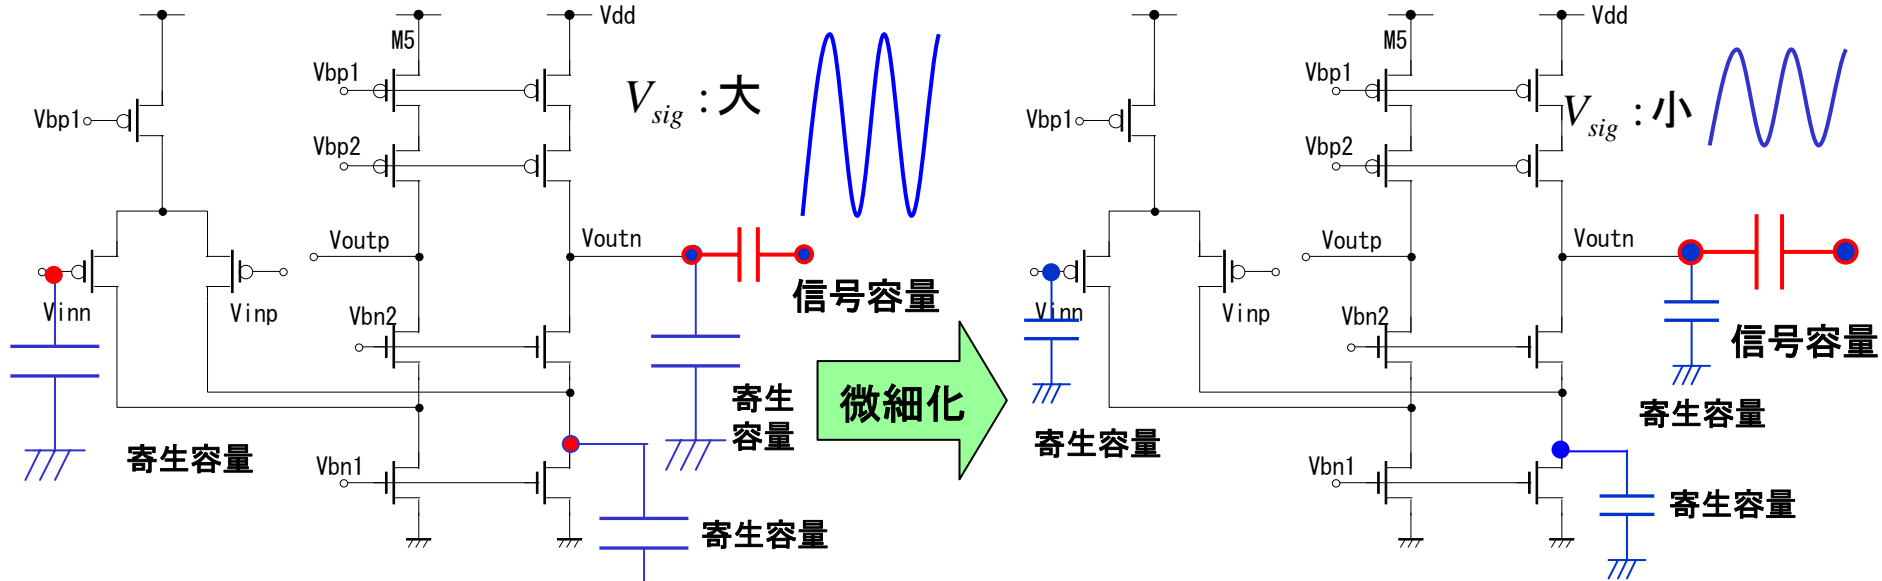 Vdd
M5
Vbp1
Vbp1
Vbp2
Vsig : 大
Voutp
Voutn
信号容量
Vinn
Vinp
Vbn2
寄生
容量
寄生容量
Vbn1
寄生容量
微細化
Vdd
M5
Vbp1
Vbp1
Vbp2
Vsig : 小
Voutp
Voutn
信号容量
Vinn
Vinp
Vbn2
寄生容量
寄生容量
Vbn1
寄生容量